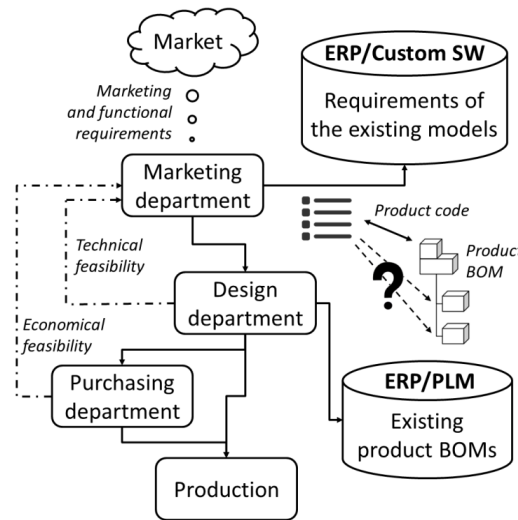 Market
ERP/Custom SW
Requirements of
the existing models
Marketing
and functional
requirements
Marketing
department
Product code
Product
BOM
?
Technical
feasibility
Design
department
Economical
feasibility
Purchasing
department
ERP/PLM
Existing
product BOMs
Production